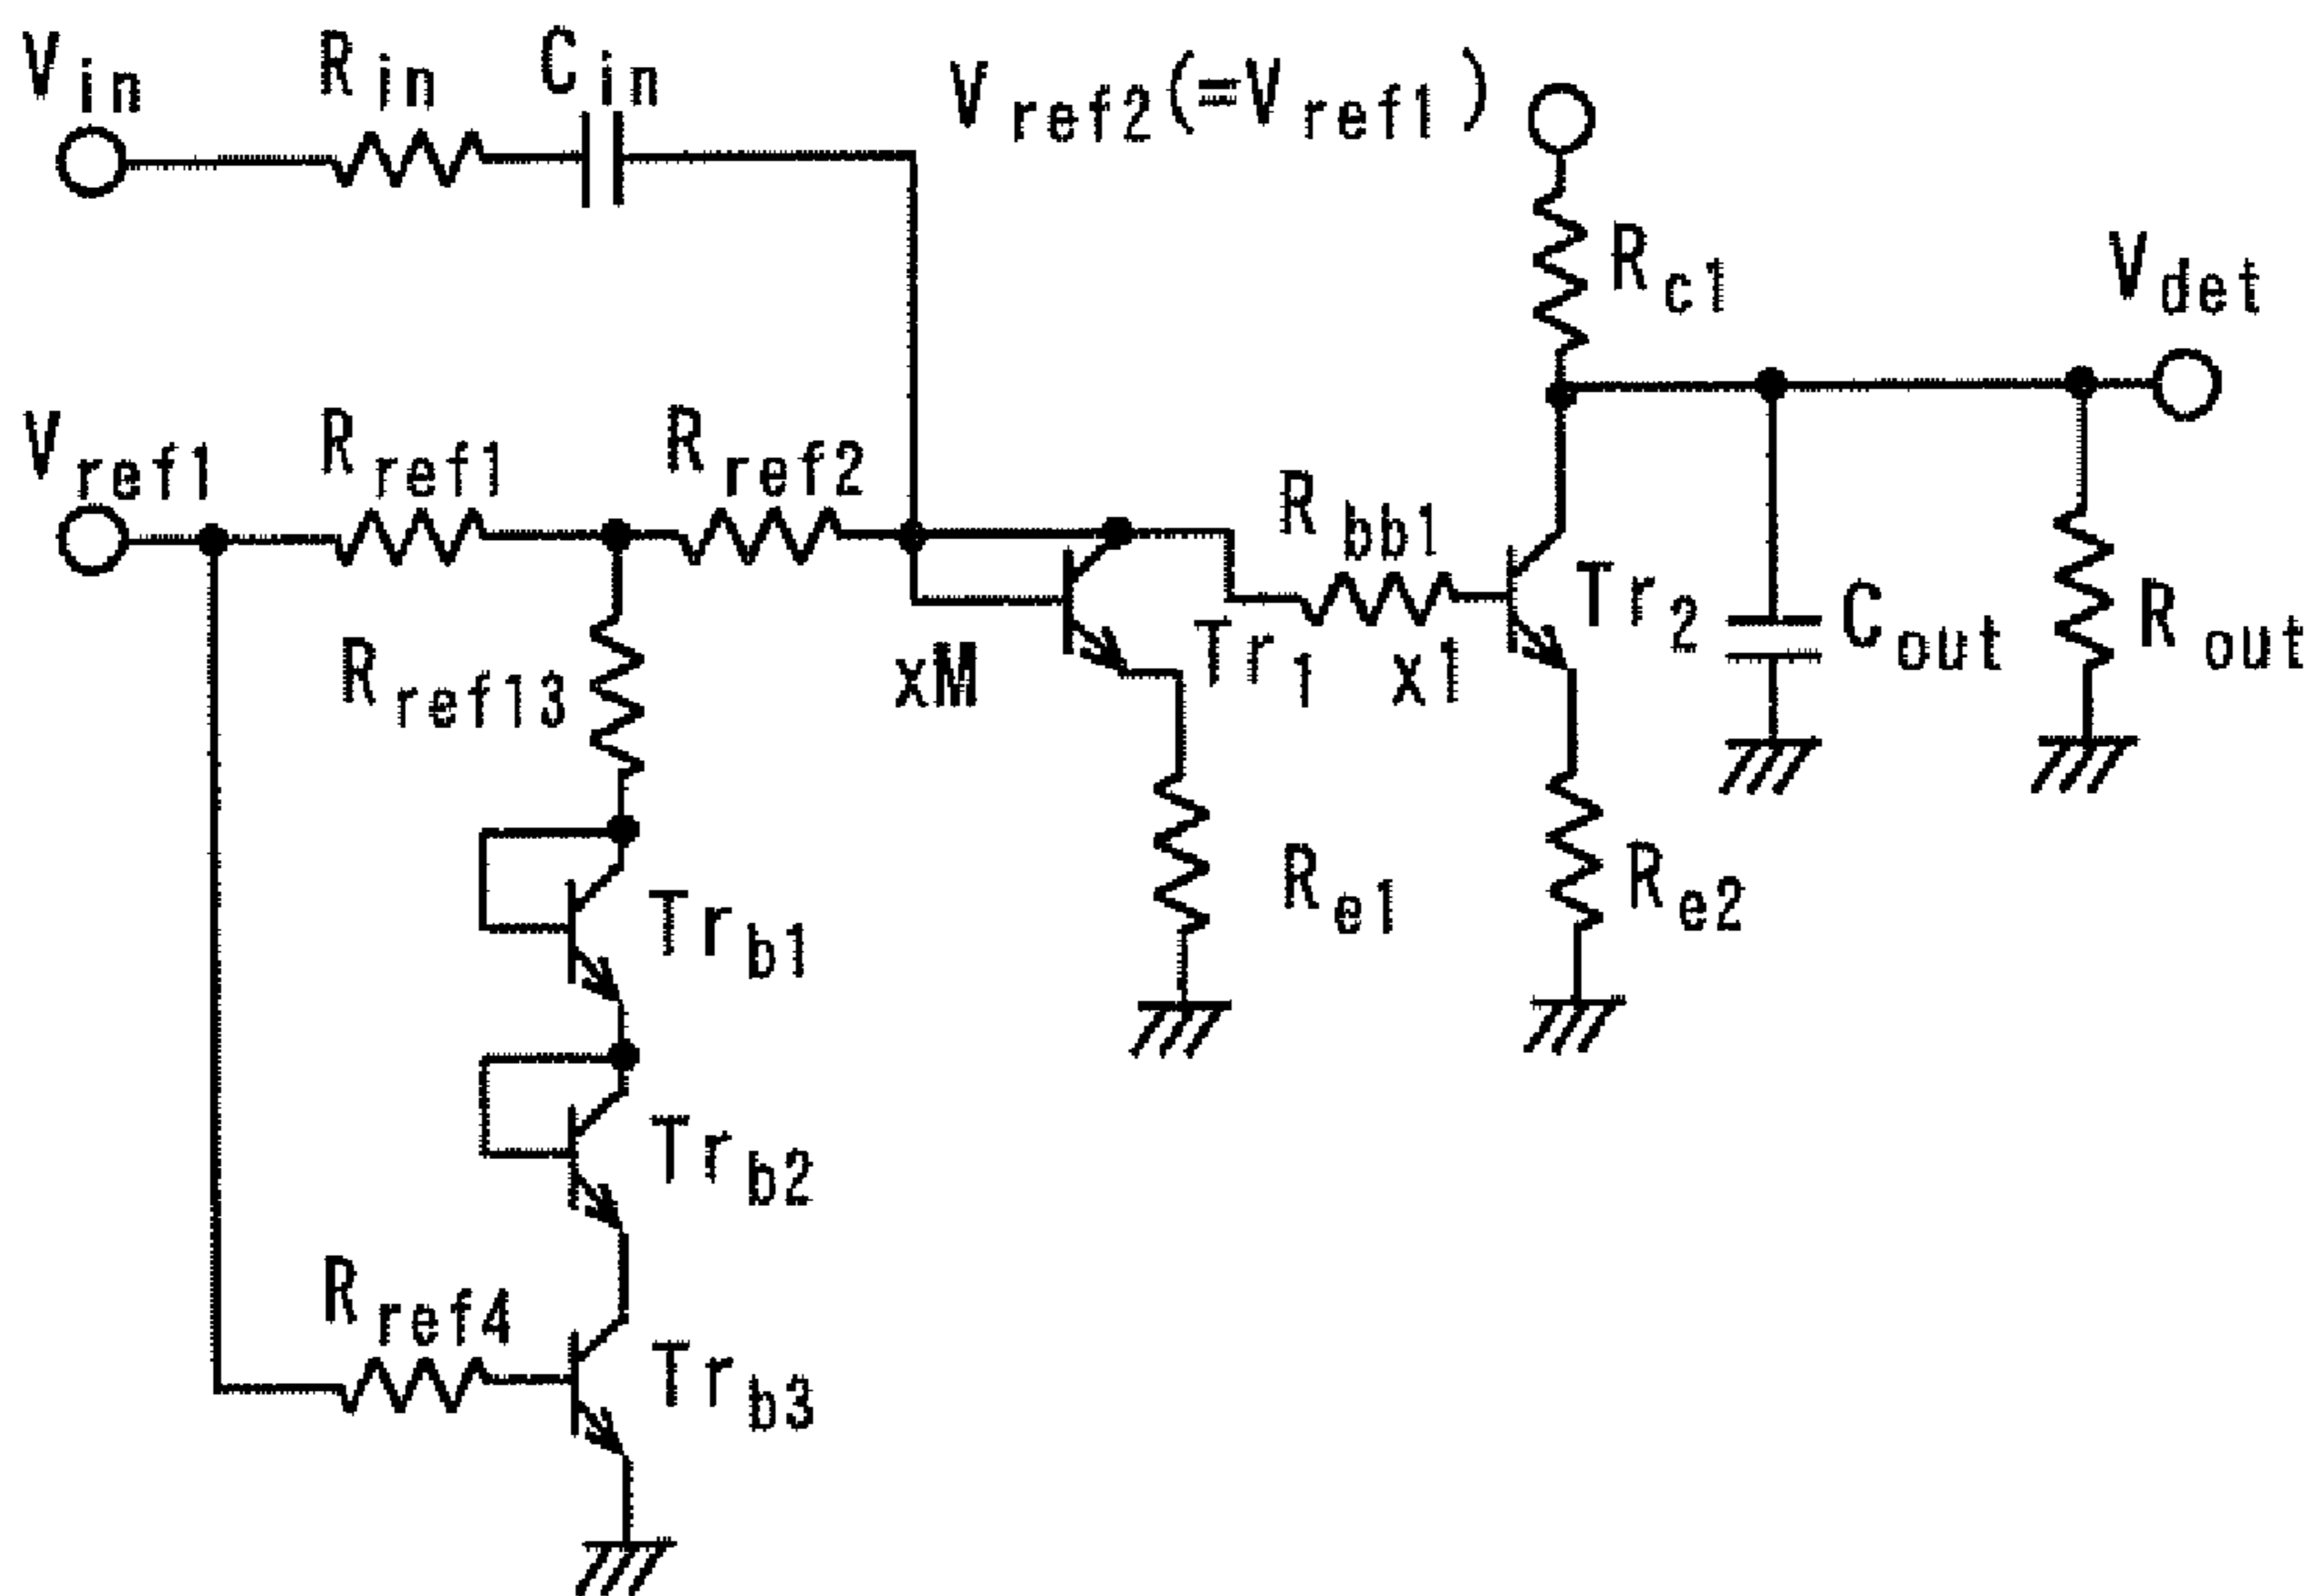 Vin
Rin
Cin
Vref2(=Vref1)
Rc1
Vdet
Vref1
Rref1
Rref2
Rbb1
Tr2
Cout
Rout
Rref13
xM
Tr1
x1
Re1
Re2
Trb1
Trb2
Rref4
Trb3